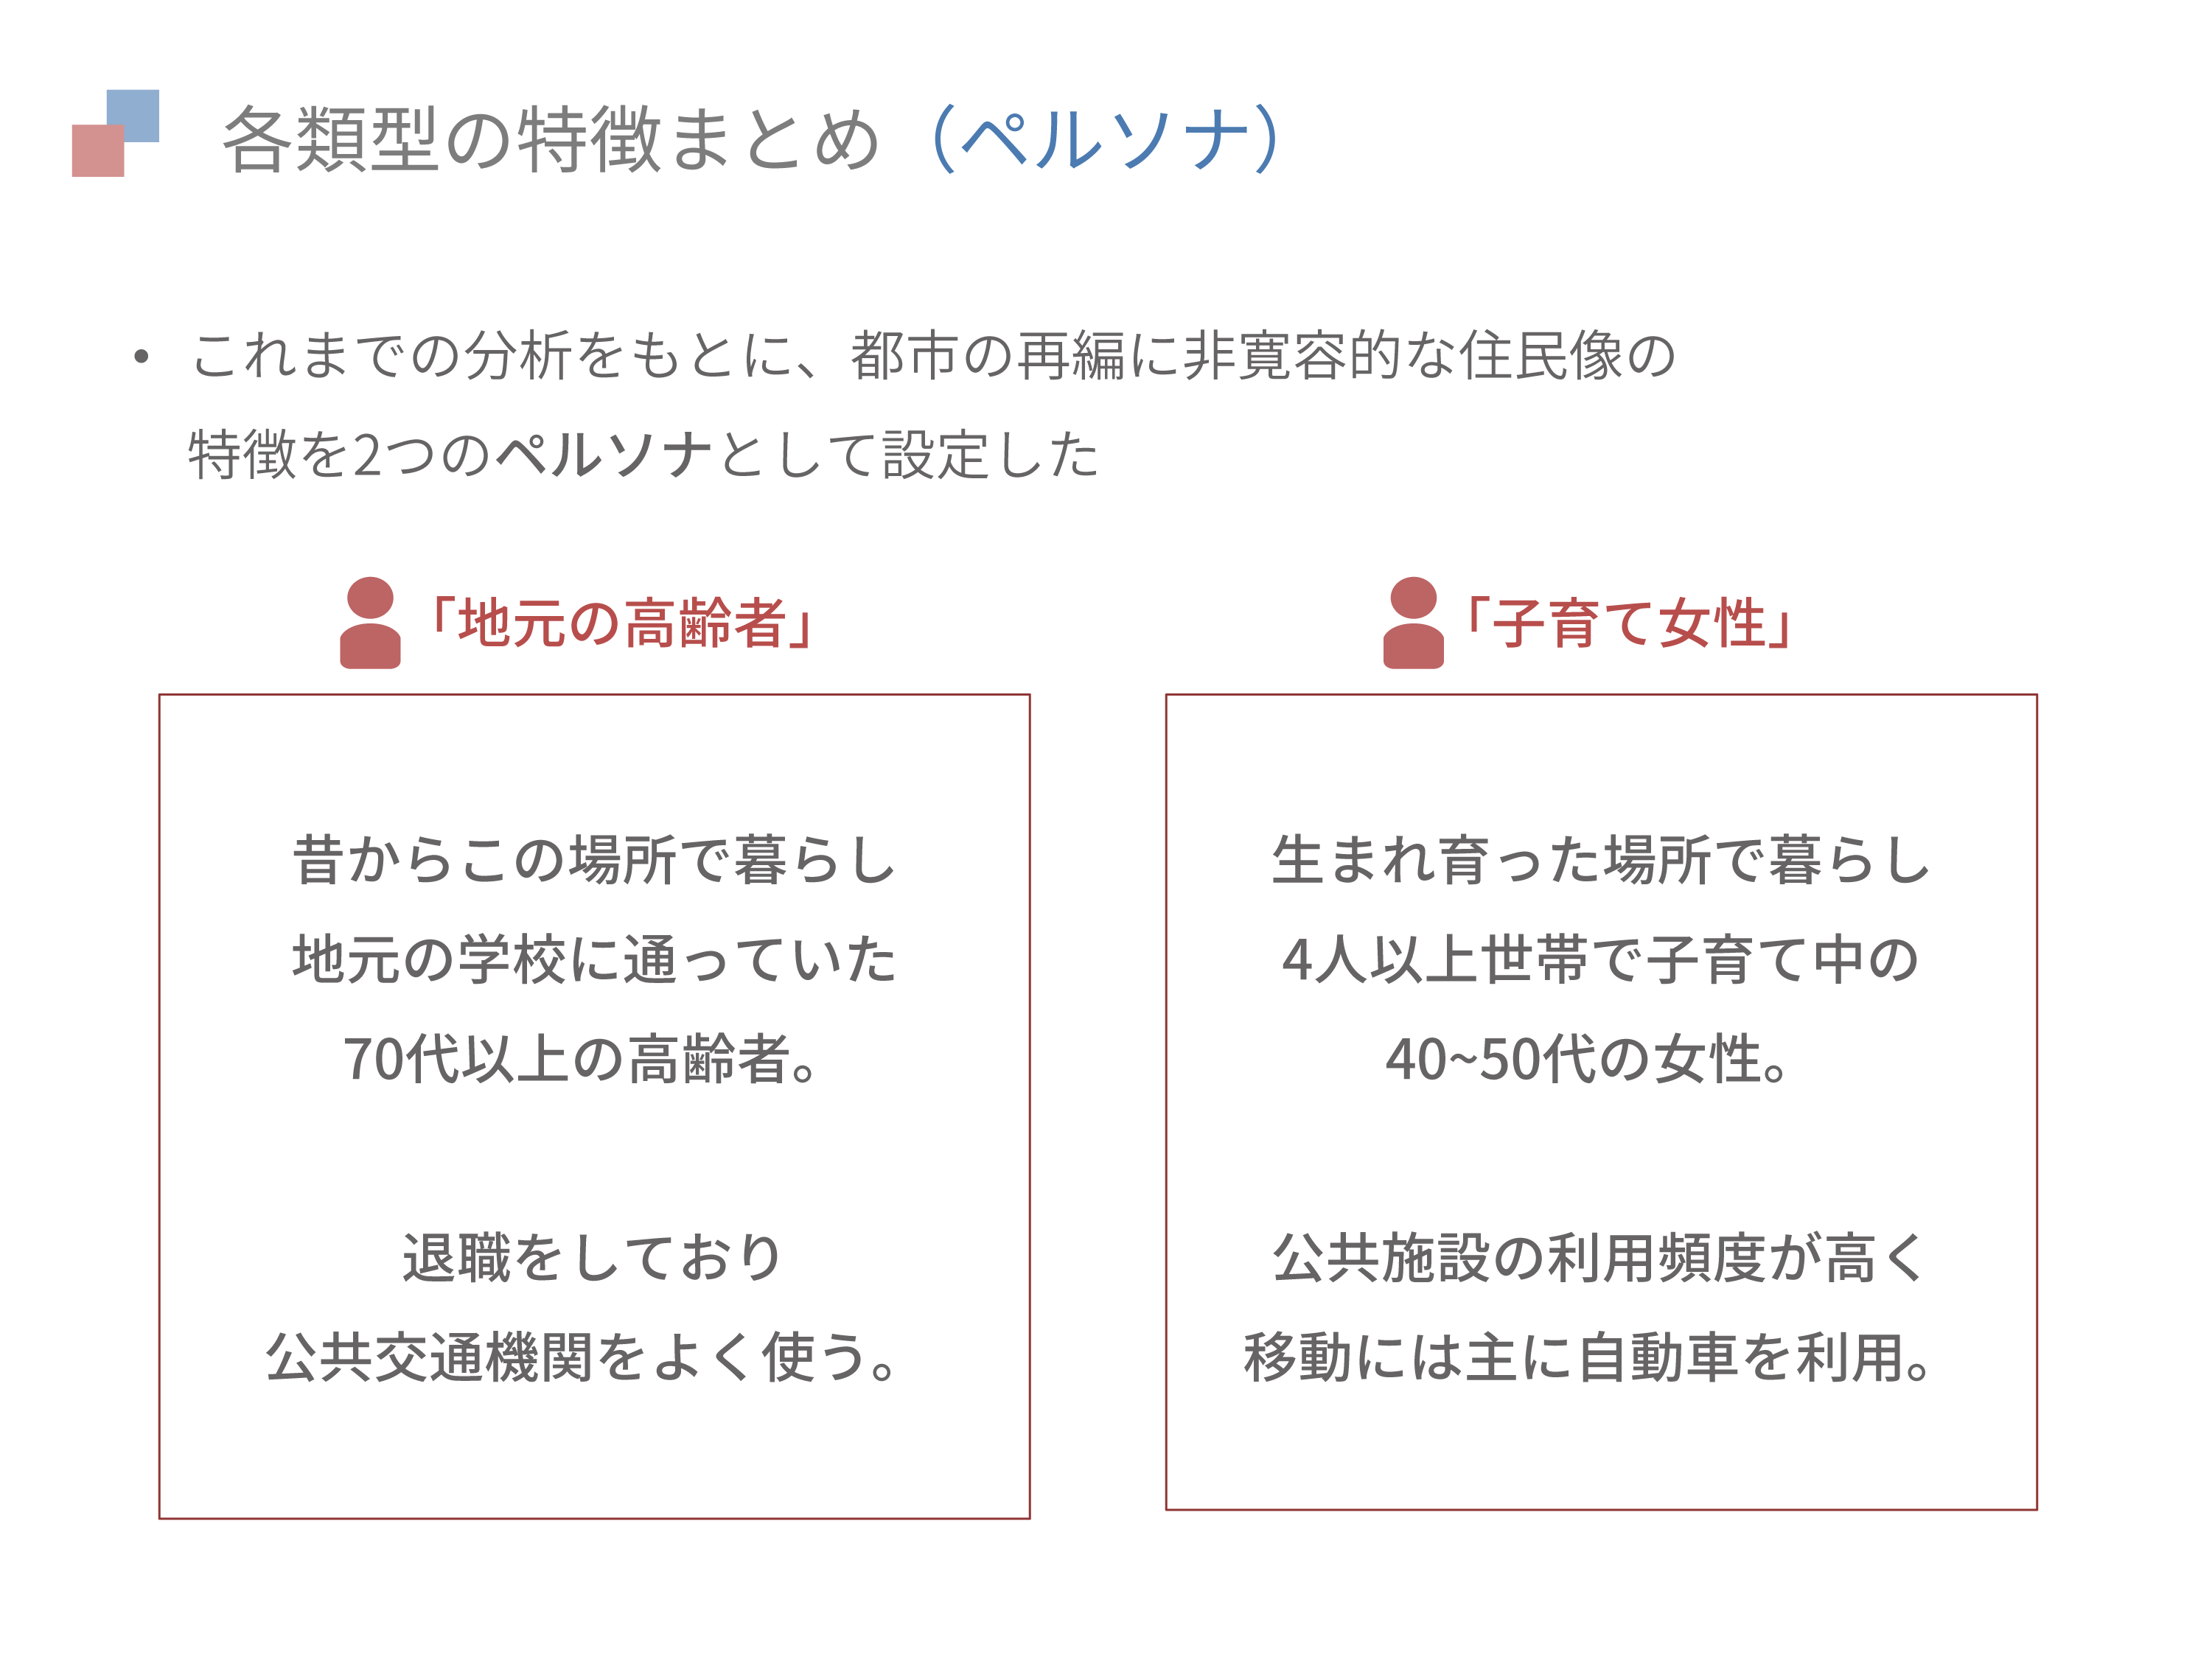 各類型の特徴まとめ（ペルソナ）
• これまでの分析をもとに、都市の再編に非寛容的な住民像の
特徴を2つのペルソナとして設定した
「地元の高齢者」
昔からこの場所で暮らし
地元の学校に通っていた
70代以上の高齢者。
退職をしており
公共交通機関をよく使う。
「子育て女性」
生まれ育った場所で暮らし
4人以上世帯で子育て中の
40~50代の女性。
公共施設の利用頻度が高く
移動には主に自動車を利用。